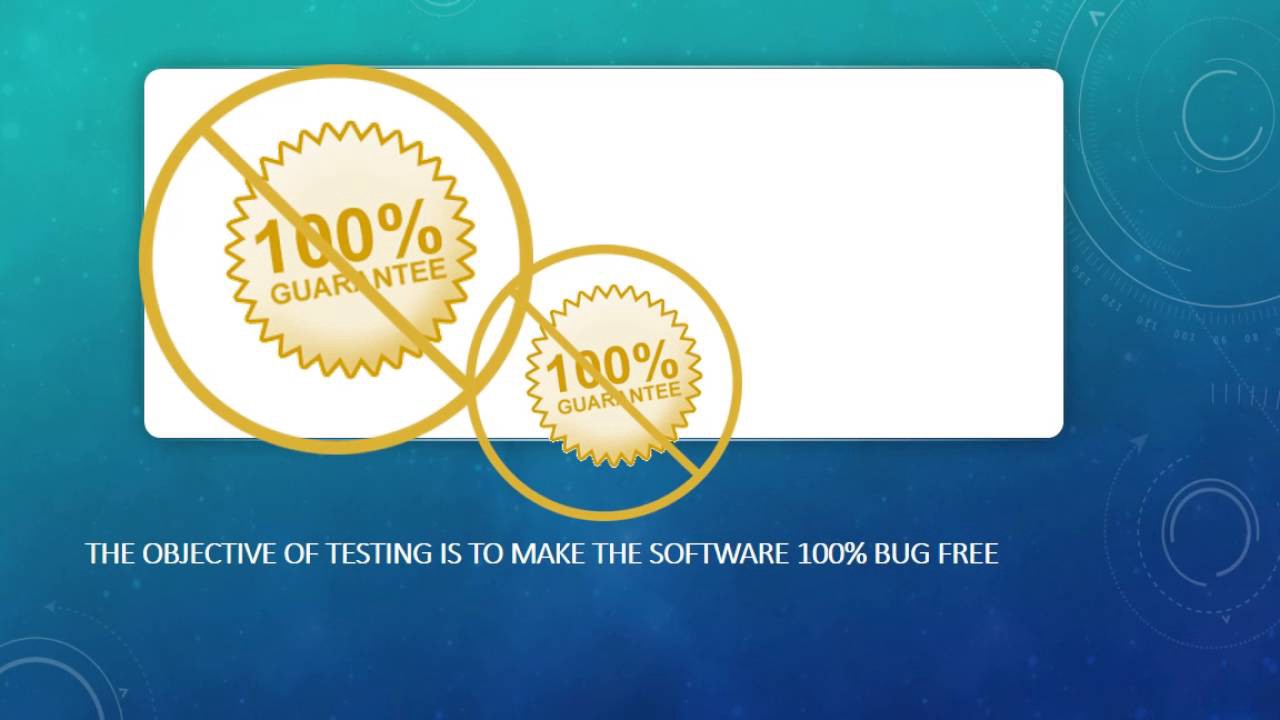 100%
GUARANTEE
100%
GUARANTEE
THE OBJECTIVE OF TESTING IS TO MAKE THE SOFTWARE 100% BUG FREE